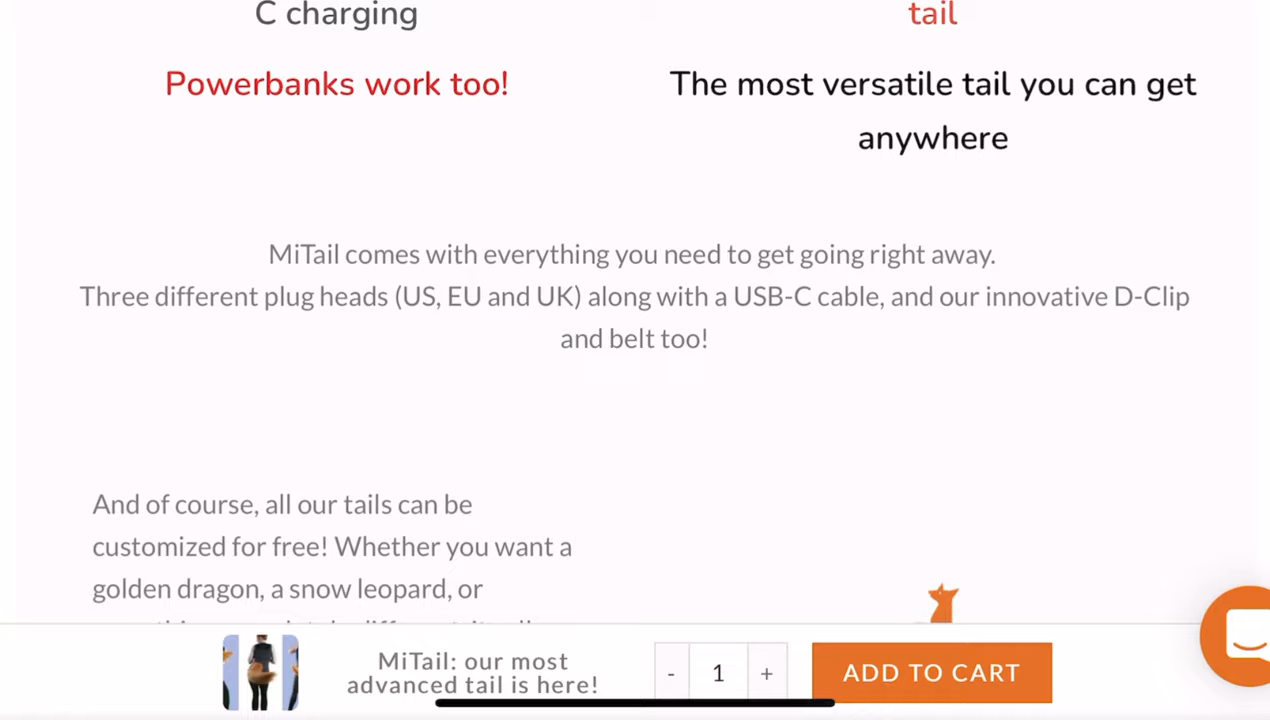 C charging
Powerbanks work too!
tail
The most versatile tail you can get
anywhere
MiTail comes with everything you need to get going right away.
Three different plug heads (US, EU and UK) along with a USB-C cable, and our innovative D-Clip
and belt too!
And of course, all our tails can be
customized for free! Whether you want a
golden dragon, a snow leopard, or
MiTail: our most
advanced tail is here!
- 1 +
ADD TO CART